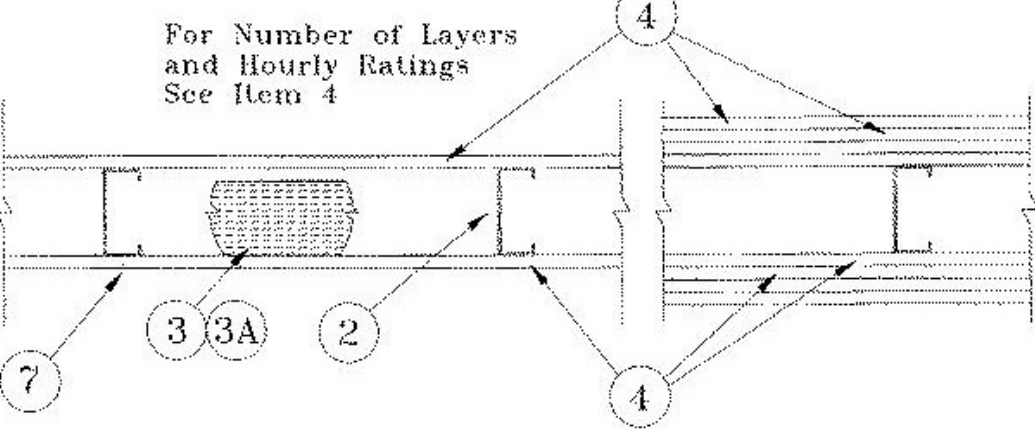 4
For Number of Layers
and Hourly Ratings
See Item 4
3 3A
2
7
4